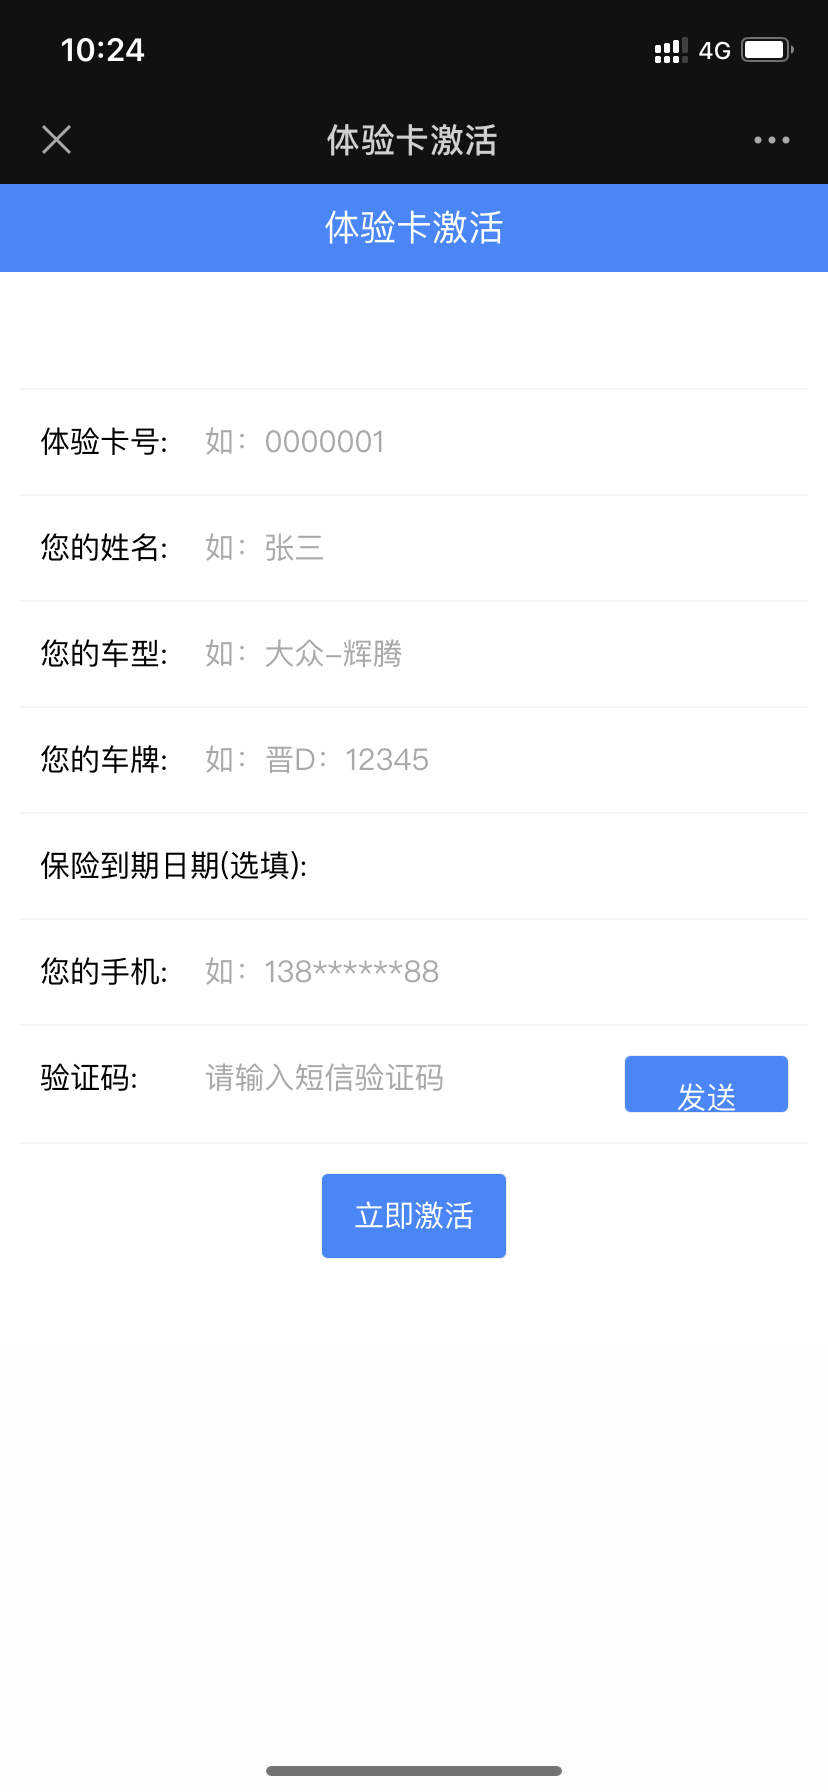 10:24
4G
体验卡激活
体验卡激活
体验卡号: 如：0000001
您的姓名: 如：张三
您的车型: 如：大众–辉腾
您的车牌: 如：晋D：12345
保险到期日期(选填):
您的手机: 如：138******88
验证码: 请输入短信验证码 发送
立即激活